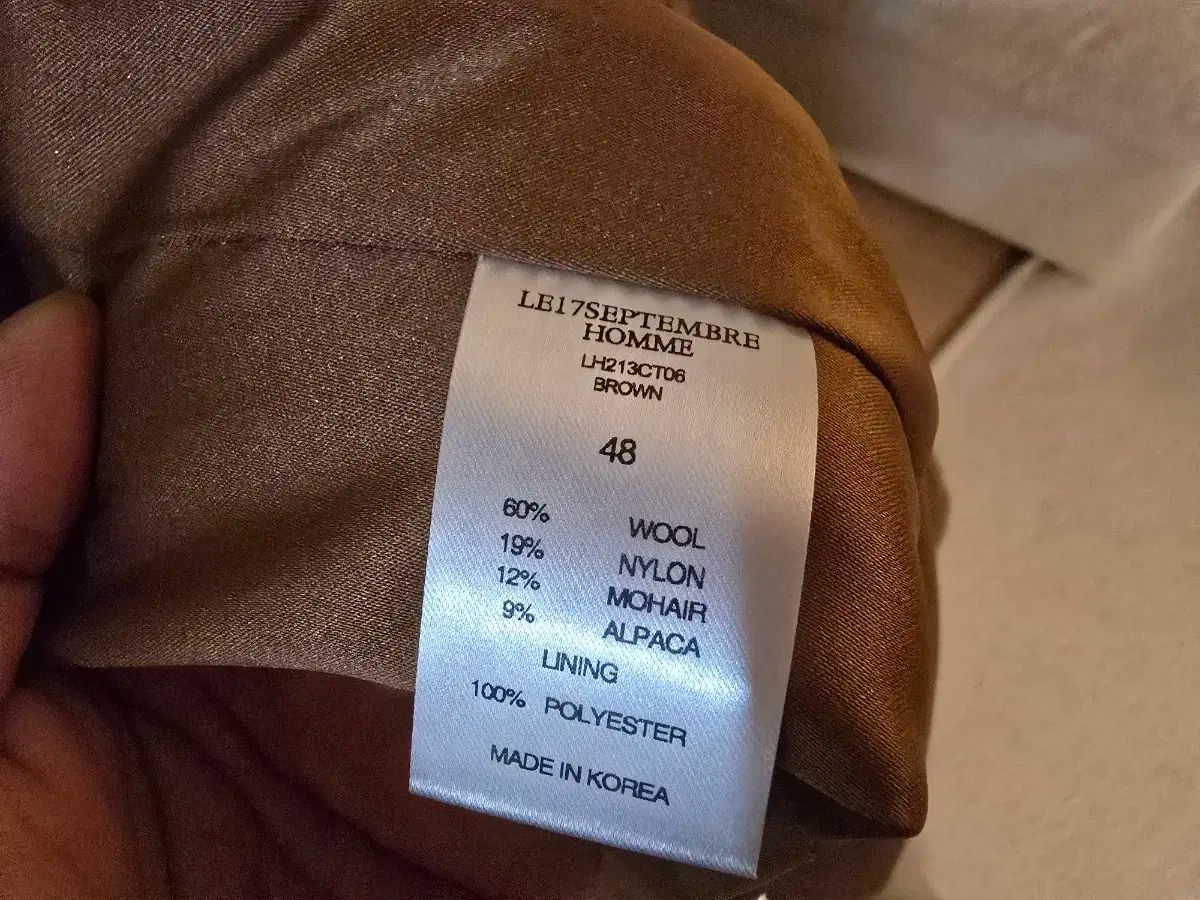 LE17SEPTEMBRE
HOMME
LH213CT06
BROWN
48
60% WOOL
19% NYLON
12% MOHAIR
9% ALPACA
LINING
100% POLYESTER
MADE IN KOREA